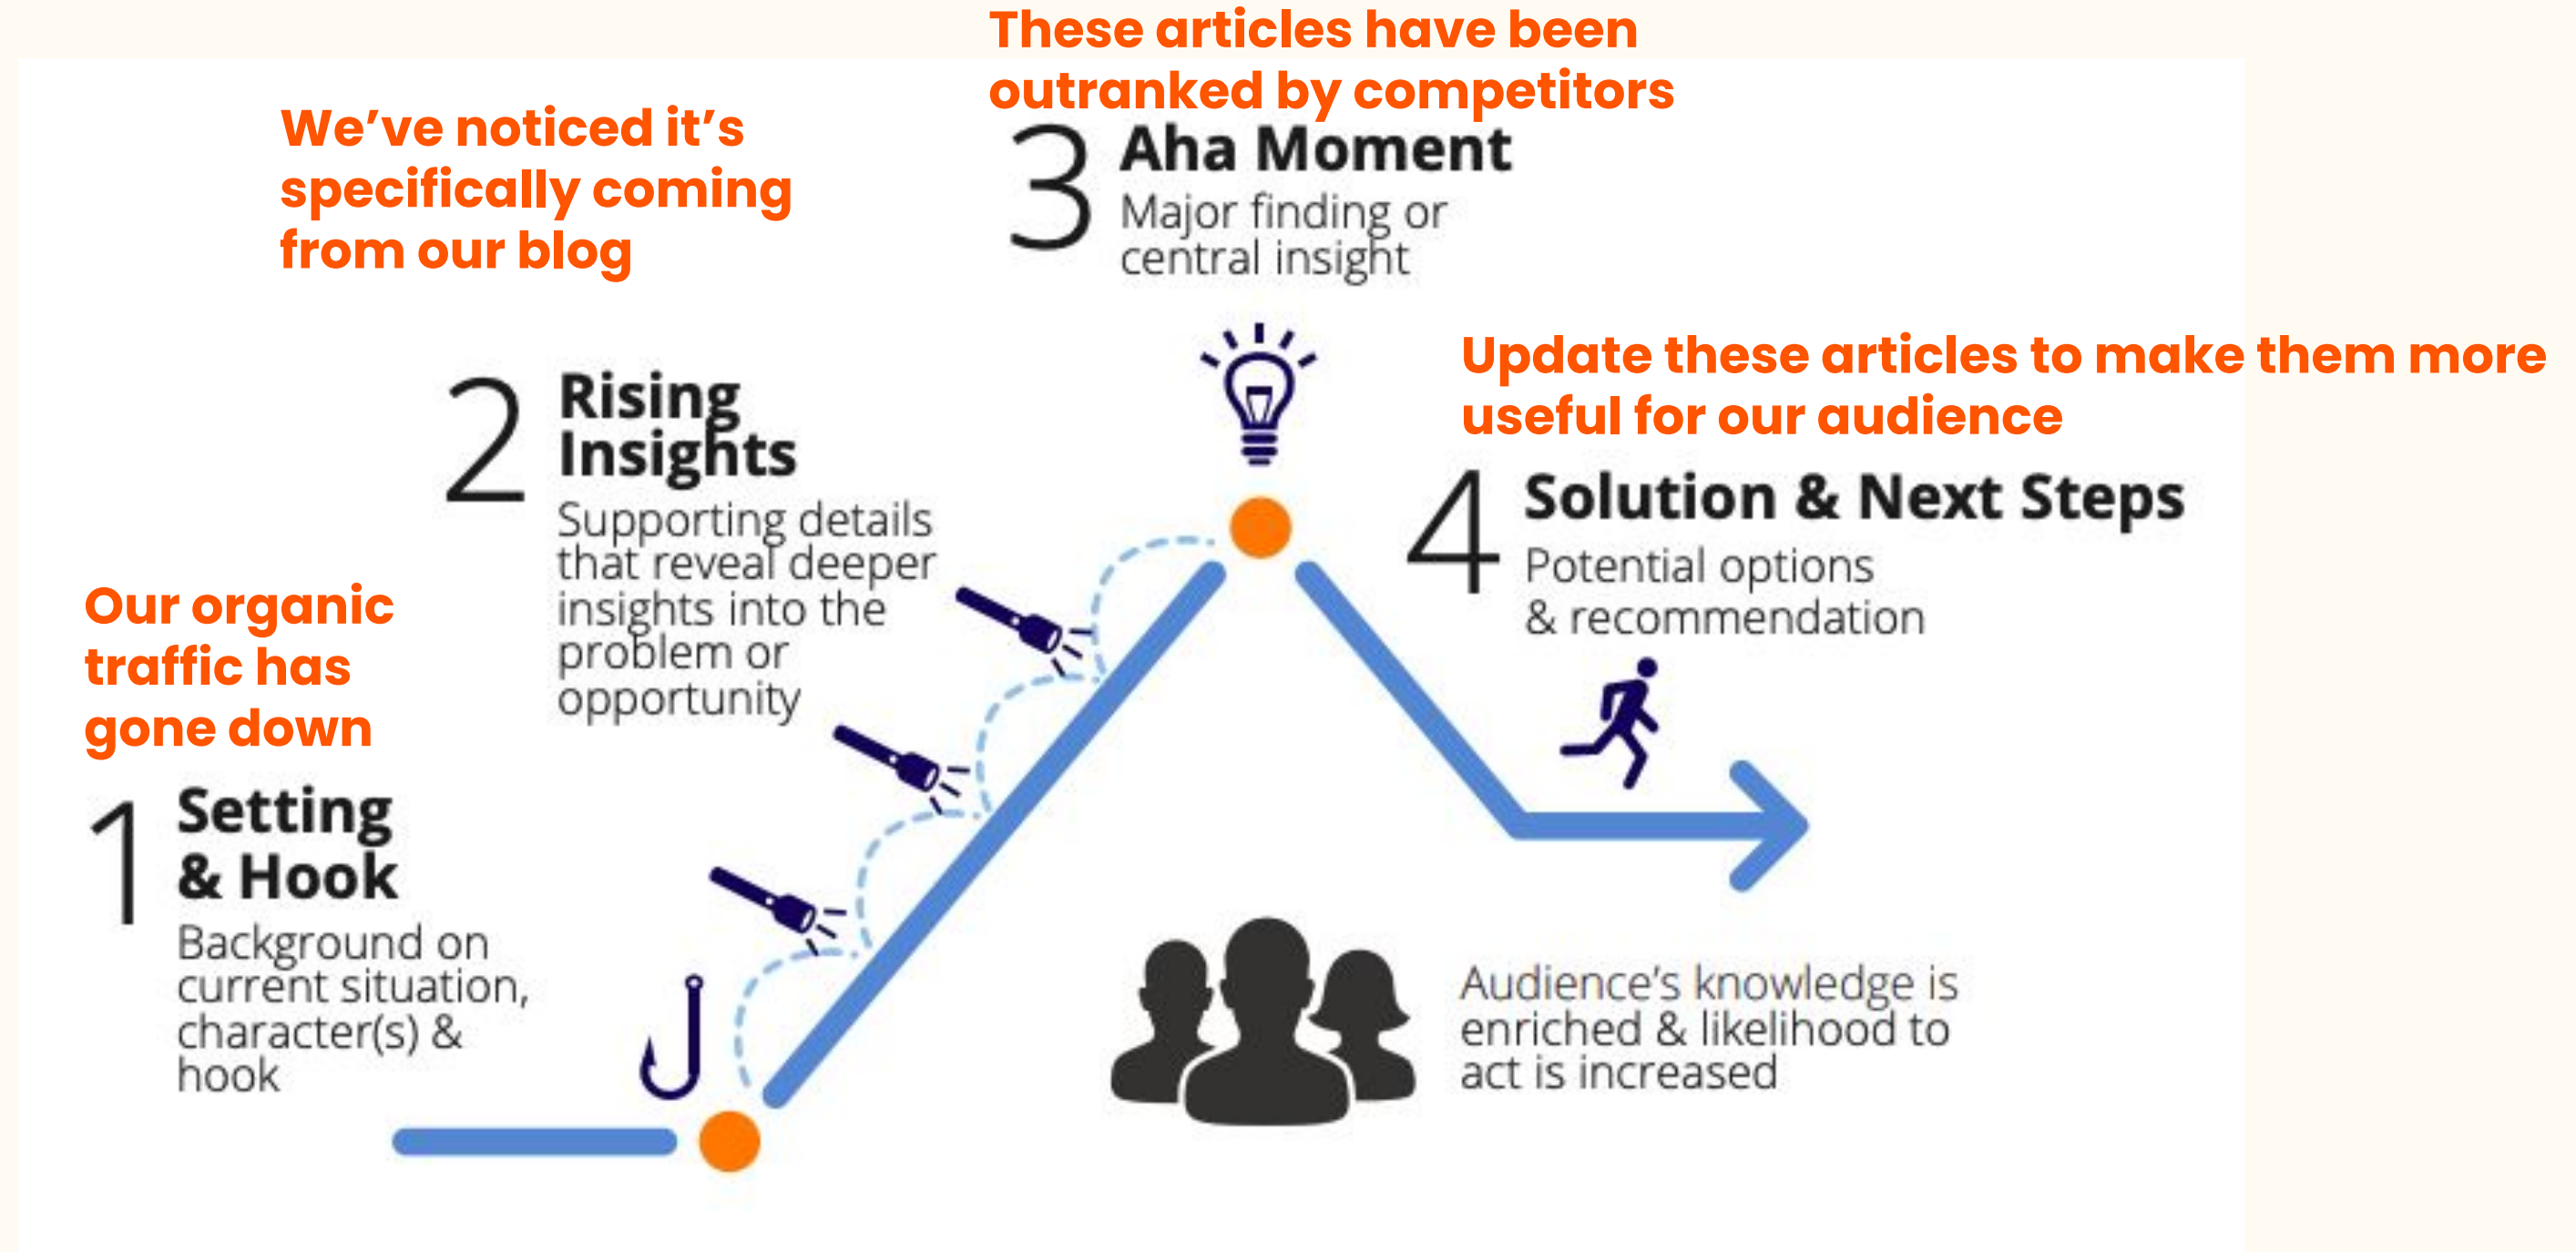 These articles have been
outranked by competitors
We’ve noticed it’s
specifically coming
from our blog
3
Aha Moment
Major finding or
central insight
Update these articles to make them more
useful for our audience
2
Rising
Insights
Supporting details
that reveal deeper
insights into the
problem or
opportunity
4
Solution & Next Steps
Potential options
& recommendation
Our organic
traffic has
gone down
1
Setting
& Hook
Background on
current situation,
character(s) &
hook
Audience’s knowledge is
enriched & likelihood to
act is increased